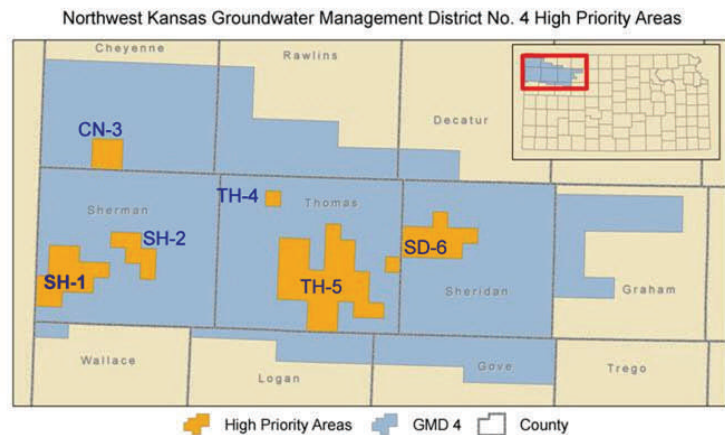 Northwest Kansas Groundwater Management District No. 4 High Priority Areas
Cheyenne
Rawlins
Decatur
CN-3
Sherman
TH-4
Thomas
SH-2
SD-6
SH-1
TH-5
Sheridan
Graham
Wallace
Logan
Gove
Trego
High Priority Areas
GMD 4
County